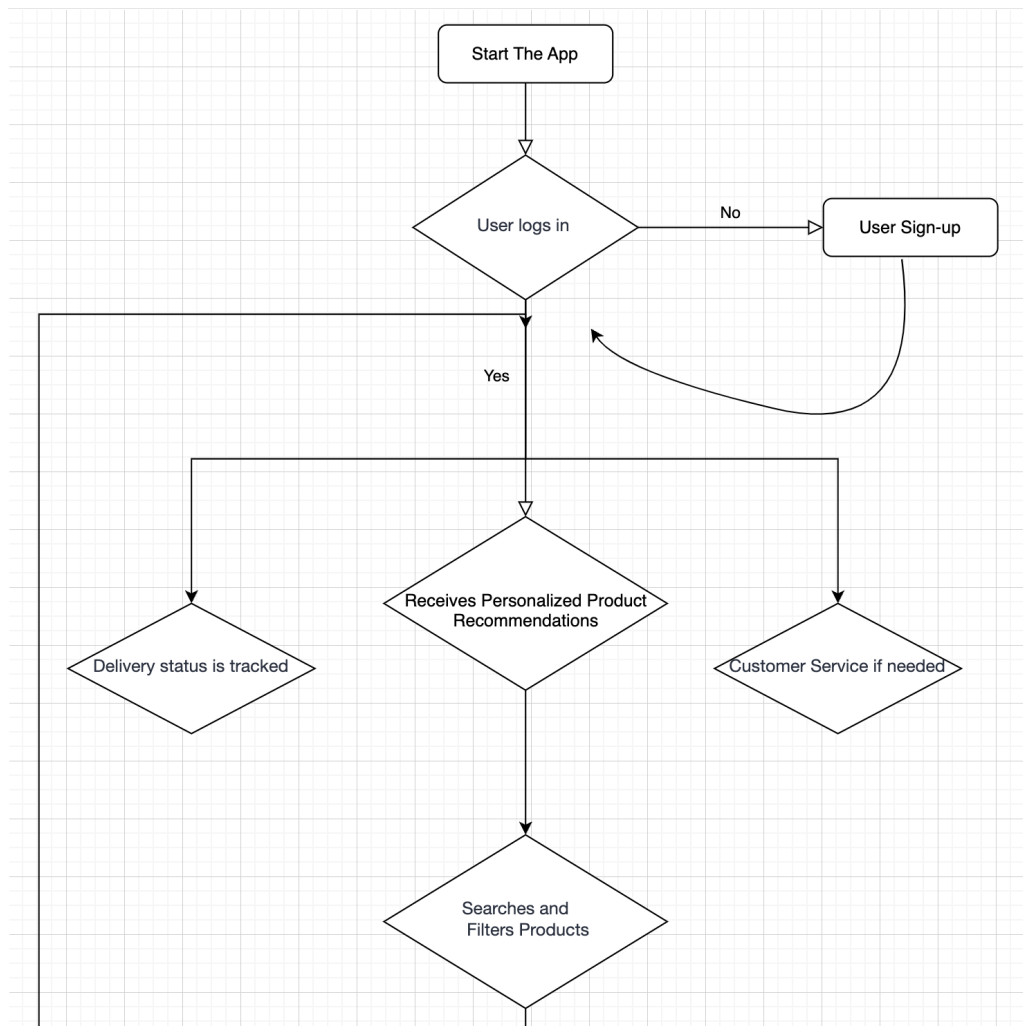 Start The App
User logs in
No
User Sign-up
Yes
Receives Personalized Product
Recommendations
Delivery status is tracked
Customer Service if needed
Searches and
Filters Products